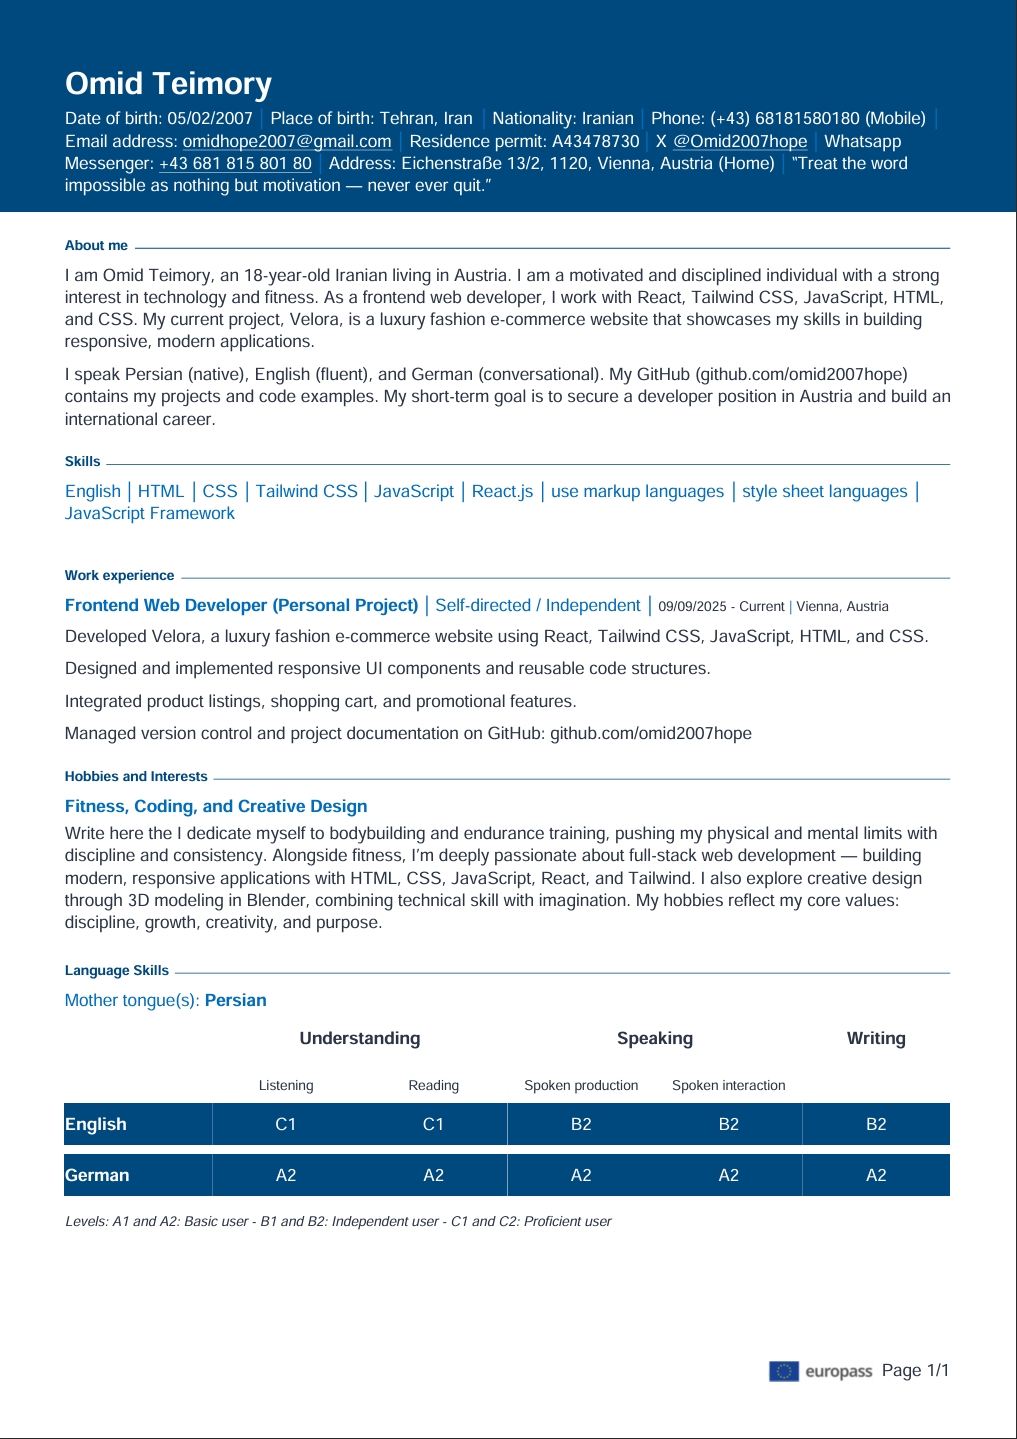 Omid Teimory
Date of birth: 05/02/2007 | Place of birth: Tehran, Iran | Nationality: Iranian | Phone: (+43) 68181580180 (Mobile) |
Email address: omidhope2007@gmail.com | Residence permit: A43478730 | X @Omid2007hope | Whatsapp
Messenger: +43 681 815 801 80 | Address: Eichenstraße 13/2, 1120, Vienna, Austria (Home) | "Treat the word
impossible as nothing but motivation — never ever quit."
About me
I am Omid Teimory, an 18-year-old Iranian living in Austria. I am a motivated and disciplined individual with a strong
interest in technology and fitness. As a frontend web developer, I work with React, Tailwind CSS, JavaScript, HTML,
and CSS. My current project, Velora, is a luxury fashion e-commerce website that showcases my skills in building
responsive, modern applications.
I speak Persian (native), English (fluent), and German (conversational). My GitHub (github.com/omid2007hope)
contains my projects and code examples. My short-term goal is to secure a developer position in Austria and build an
international career.
Skills
English | HTML | CSS | Tailwind CSS | JavaScript | React.js | use markup languages | style sheet languages |
JavaScript Framework
Work experience
Frontend Web Developer (Personal Project) | Self-directed / Independent | 09/09/2025 - Current | Vienna, Austria
Developed Velora, a luxury fashion e-commerce website using React, Tailwind CSS, JavaScript, HTML, and CSS.
Designed and implemented responsive UI components and reusable code structures.
Integrated product listings, shopping cart, and promotional features.
Managed version control and project documentation on GitHub: github.com/omid2007hope
Hobbies and Interests
Fitness, Coding, and Creative Design
Write here the I dedicate myself to bodybuilding and endurance training, pushing my physical and mental limits with
discipline and consistency. Alongside fitness, I'm deeply passionate about full-stack web development — building
modern, responsive applications with HTML, CSS, JavaScript, React, and Tailwind. I also explore creative design
through 3D modeling in Blender, combining technical skill with imagination. My hobbies reflect my core values:
discipline, growth, creativity, and purpose.
Language Skills
Mother tongue(s): Persian
Understanding Speaking Writing
Listening Reading Spoken production Spoken interaction
English C1 C1 B2 B2 B2
German A2 A2 A2 A2 A2
Levels: A1 and A2: Basic user - B1 and B2: Independent user - C1 and C2: Proficient user
europass Page 1/1